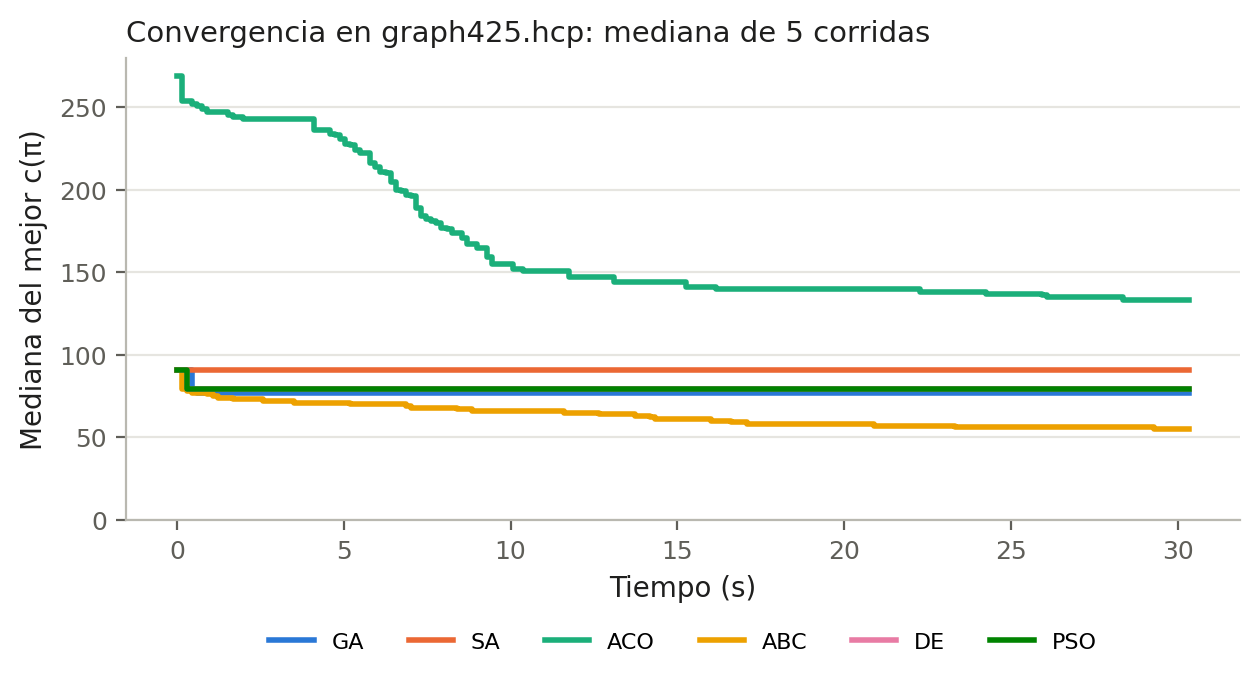 Convergencia en graph425.hcp: mediana de 5 corridas
Mediana del mejor c(π)
250
200
150
100
50
0
0 5 10 15 20 25 30
Tiempo (s)
GA SA ACO ABC DE PSO